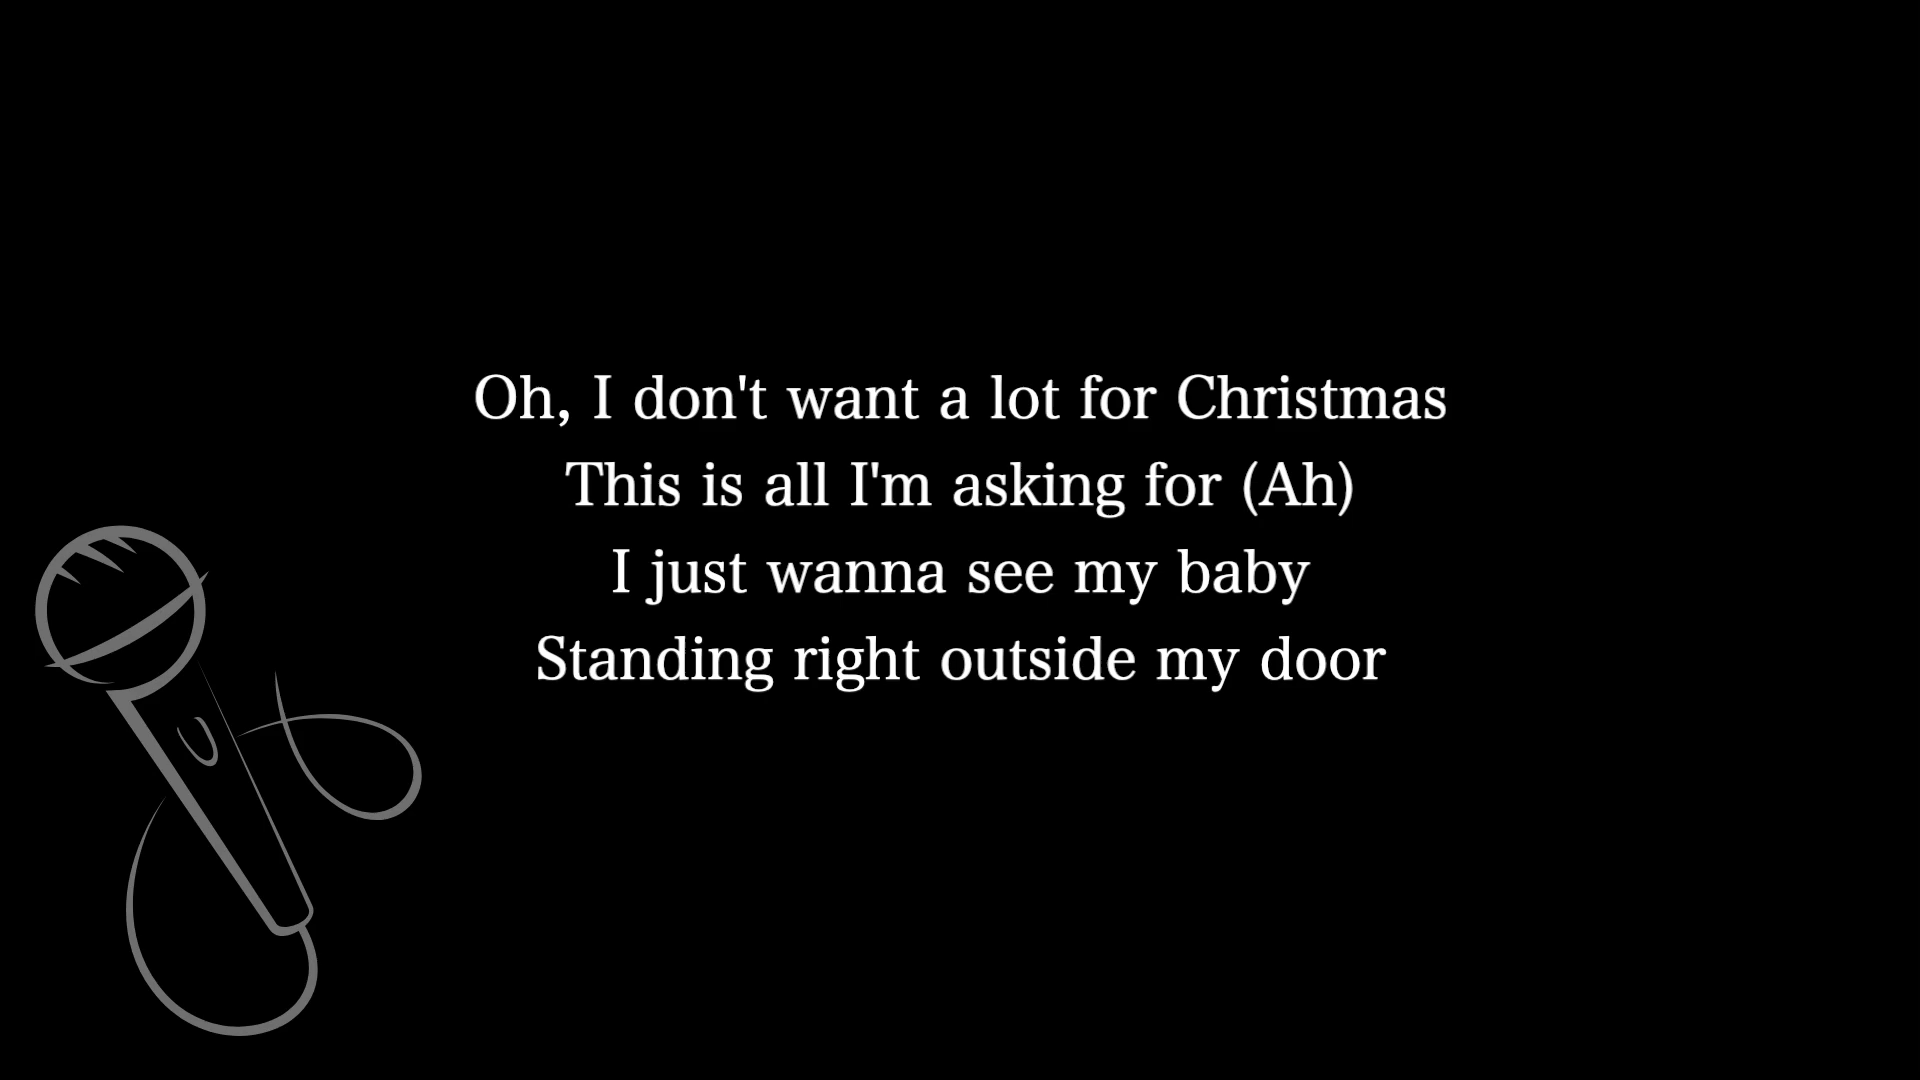 Oh, I don't want a lot for Christmas
This is all I'm asking for (Ah)
I just wanna see my baby
Standing right outside my door